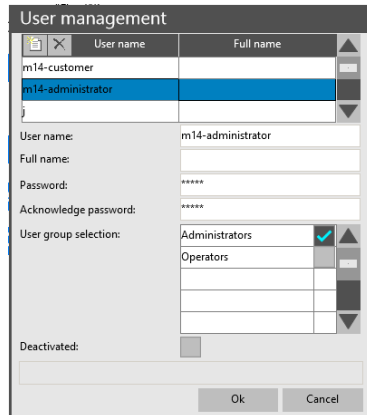 User management
User name Full name
m14-customer
m14-administrator
j
User name: m14-administrator
Full name:
Password: *****
Acknowledge password: *****
User group selection: Administrators
Operators
Deactivated:
Ok Cancel